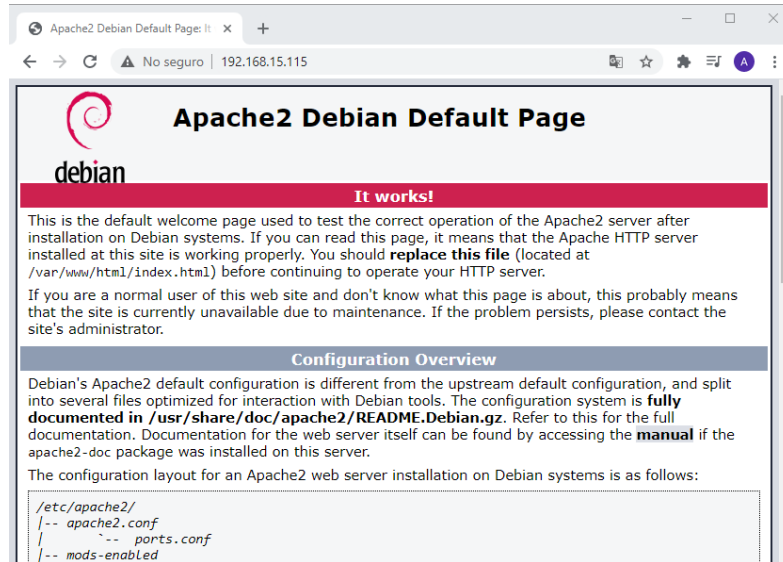 Apache2 Debian Default Page: It
No seguro | 192.168.15.115
A
debian
Apache2 Debian Default Page
It works!
This is the default welcome page used to test the correct operation of the Apache2 server after
installation on Debian systems. If you can read this page, it means that the Apache HTTP server
installed at this site is working properly. You should replace this file (located at
/var/www/html/index.html) before continuing to operate your HTTP server.
If you are a normal user of this web site and don't know what this page is about, this probably means
that the site is currently unavailable due to maintenance. If the problem persists, please contact the
site's administrator.
Configuration Overview
Debian's Apache2 default configuration is different from the upstream default configuration, and split
into several files optimized for interaction with Debian tools. The configuration system is fully
documented in /usr/share/doc/apache2/README.Debian.gz. Refer to this for the full
documentation. Documentation for the web server itself can be found by accessing the manual if the
apache2-doc package was installed on this server.
The configuration layout for an Apache2 web server installation on Debian systems is as follows:
/etc/apache2/
|-- apache2.conf
|       `--  ports.conf
|-- mods-enabled